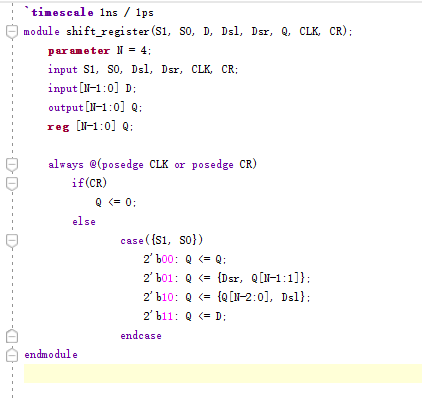 `timescale 1ns / 1ps
module shift_register(S1, S0, D, Dsl, Dsr, Q, CLK, CR);
parameter N = 4;
input S1, S0, Dsl, Dsr, CLK, CR;
input[N-1:0] D;
output[N-1:0] Q;
reg [N-1:0] Q;
always @(posedge CLK or posedge CR)
if(CR)
Q <= 0;
else
case({S1, S0})
2'b00: Q <= Q;
2'b01: Q <= {Dsr, Q[N-1:1]};
2'b10: Q <= {Q[N-2:0], Dsl};
2'b11: Q <= D;
endcase
endmodule